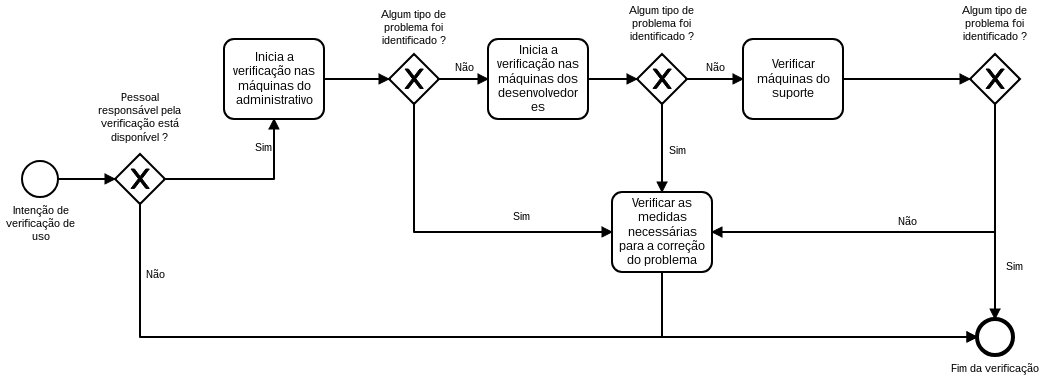 Algum tipo de
problema foi
identificado ?
Algum tipo de
problema foi
identificado ?
Algum tipo de
problema foi
identificado ?
Inicia a
verificação nas
máquinas do
administrativo
Não
Inicia a
verificação nas
máquinas dos
desenvolvedor
es
Não
Verificar
máquinas do
suporte
Pessoal
responsável pela
verificação está
disponível ?
Sim
Sim
Intenção de
verificação de
uso
Sim
Verificar as
medidas
necessárias
para a correção
do problema
Não
Não
Sim
Fim da verificação